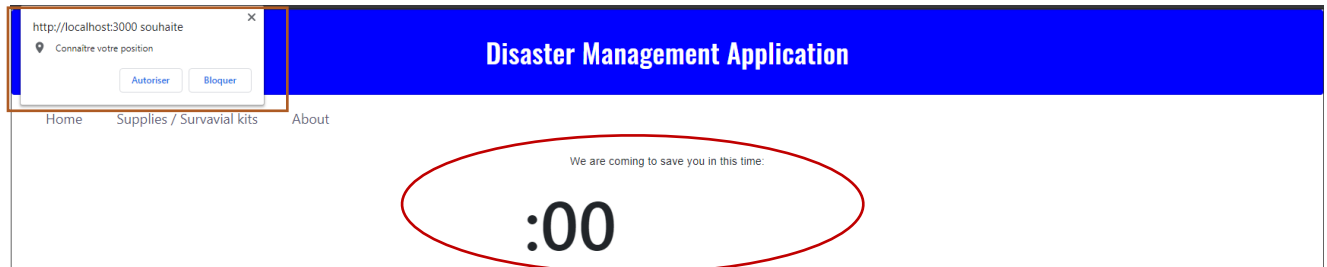 http://localhost:3000 souhaite
Connaître votre position
Autoriser Bloquer
Disaster Management Application
Home Supplies / Survavial kits About
We are coming to save you in this time:
:00